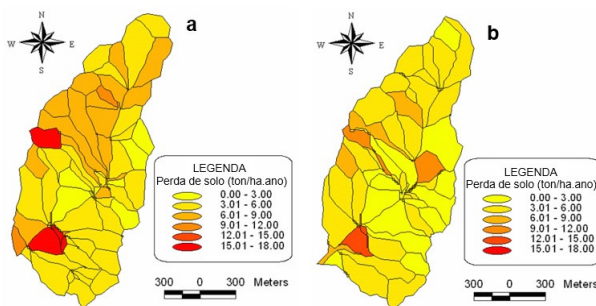 a
N
W E
S
LEGENDA
Perda de solo (ton/ha.ano)
0.00 - 3.00
3.01 - 6.00
6.01 - 9.00
9.01 - 12.00
12.01 - 15.00
15.01 - 18.00
300 0 300 Meters
b
N
W E
S
LEGENDA
Perda de solo (ton/ha.ano)
0.00 - 3.00
3.01 - 6.00
6.01 - 9.00
9.01 - 12.00
12.01 - 15.00
15.01 - 18.00
300 0 300 Meters